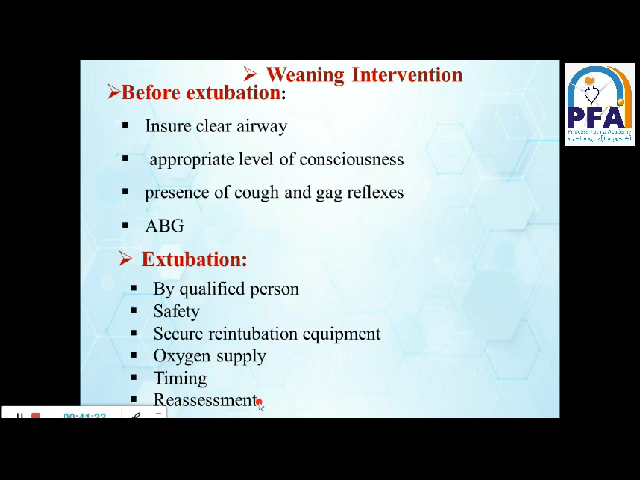 ➢ Weaning Intervention
➢Before extubation:
▪ Insure clear airway
▪ appropriate level of consciousness
▪ presence of cough and gag reflexes
▪ ABG
➢ Extubation:
▪ By qualified person
▪ Safety
▪ Secure reintubation equipment
▪ Oxygen supply
▪ Timing
▪ Reassessment
PFA